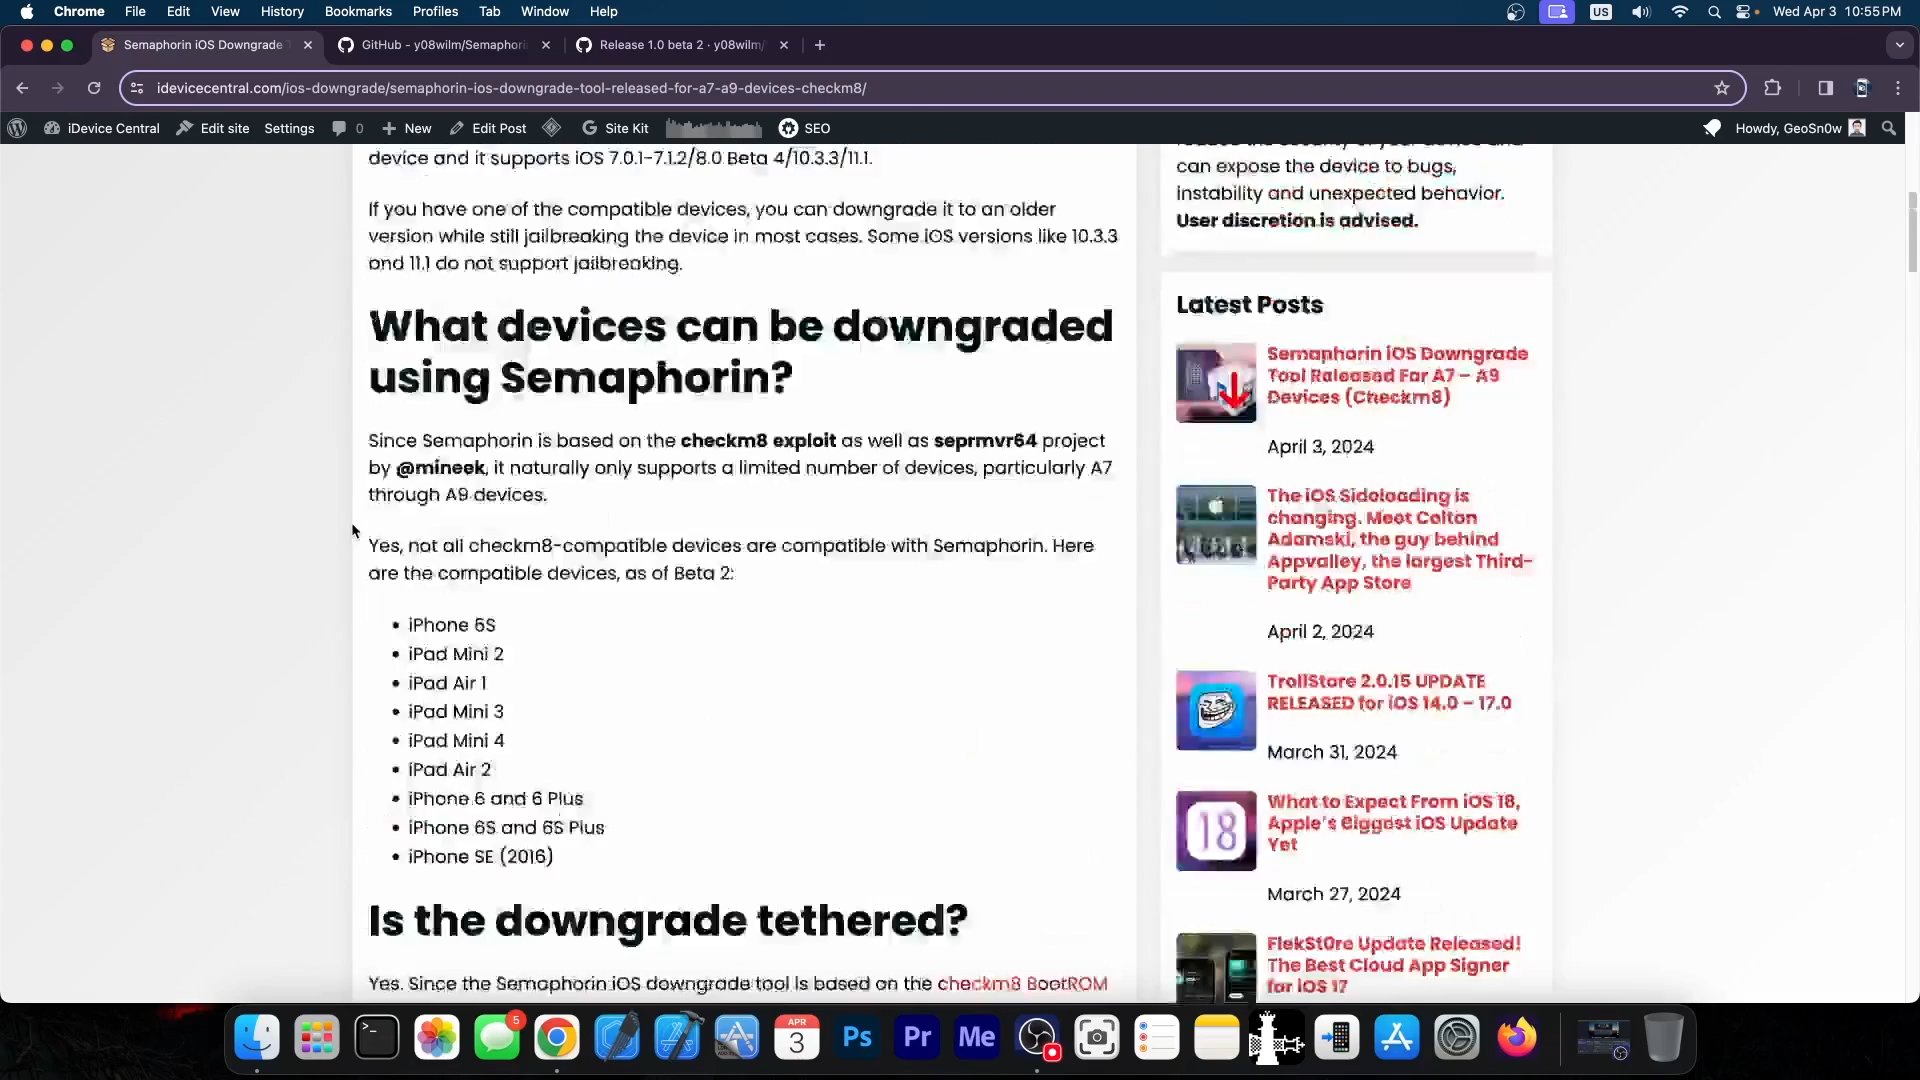 Chrome File Edit View History Bookmarks Profiles Tab Window Help US Wed Apr 3 10:55 PM
Semaphorin iOS Downgrade GitHub - y08wilm/Semaphorin Release 1.0 beta 2 · y08wilm/
idevicecentral.com/ios-downgrade/semaphorin-ios-downgrade-tool-released-for-a7-a9-devices-checkm8/
iDevice Central Edit site Settings 0 New Edit Post Site Kit SEO Howdy, GeoSn0w
device and it supports iOS 7.0.1-7.1.2/8.0 Beta 4/10.3.3/11.1.
If you have one of the compatible devices, you can downgrade it to an older
version while still jailbreaking the device in most cases. Some iOS versions like 10.3.3
and 11.1 do not support jailbreaking.
What devices can be downgraded
using Semaphorin?
Since Semaphorin is based on the checkm8 exploit as well as seprmvr64 project
by @mineek, it naturally only supports a limited number of devices, particularly A7
through A9 devices.
Yes, not all checkm8-compatible devices are compatible with Semaphorin. Here
are the compatible devices, as of Beta 2:
• iPhone 6S
• iPad Mini 2
• iPad Air 1
• iPad Mini 3
• iPad Mini 4
• iPad Air 2
• iPhone 6 and 6 Plus
• iPhone 6S and 6S Plus
• iPhone SE (2016)
Is the downgrade tethered?
Yes. Since the Semaphorin iOS downgrade tool is based on the checkm8 BootROM
can expose the device to bugs,
instability and unexpected behavior.
User discretion is advised.
Latest Posts
Semaphorin iOS Downgrade
Tool Released For A7 – A9
Devices (Checkm8)
April 3, 2024
The iOS Sideloading is
changing. Meet Colton
Adamski, the guy behind
Appvalley, the largest Third-
Party App Store
April 2, 2024
TrollStore 2.0.15 UPDATE
RELEASED for iOS 14.0 – 17.0
March 31, 2024
18
What to Expect From iOS 18,
Apple's Biggest iOS Update
Yet
March 27, 2024
FlekSt0re Update Released!
The Best Cloud App Signer
for iOS 17
5
APR
3
Ps
Pr
Me